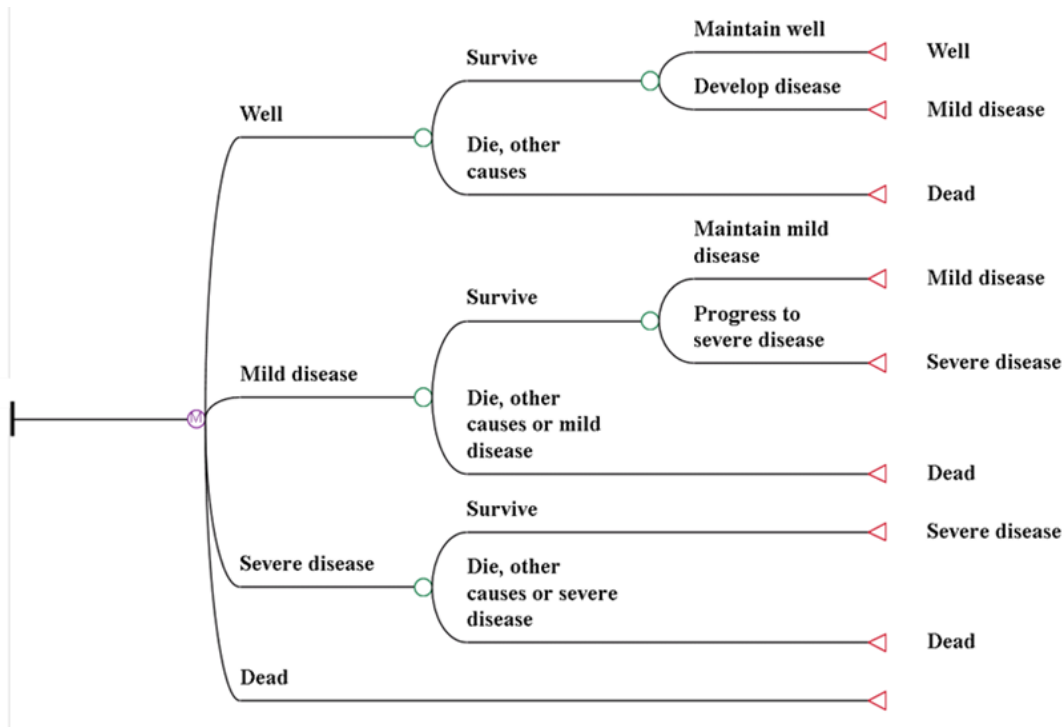 Maintain well
Well
Survive
Develop disease
Mild disease
Well
Die, other
causes
Dead
Maintain mild
disease
Mild disease
Survive
Progress to
severe disease
Severe disease
Mild disease
Die, other
causes or mild
disease
Dead
M
Survive
Severe disease
Severe disease
Die, other
causes or severe
disease
Dead
Dead